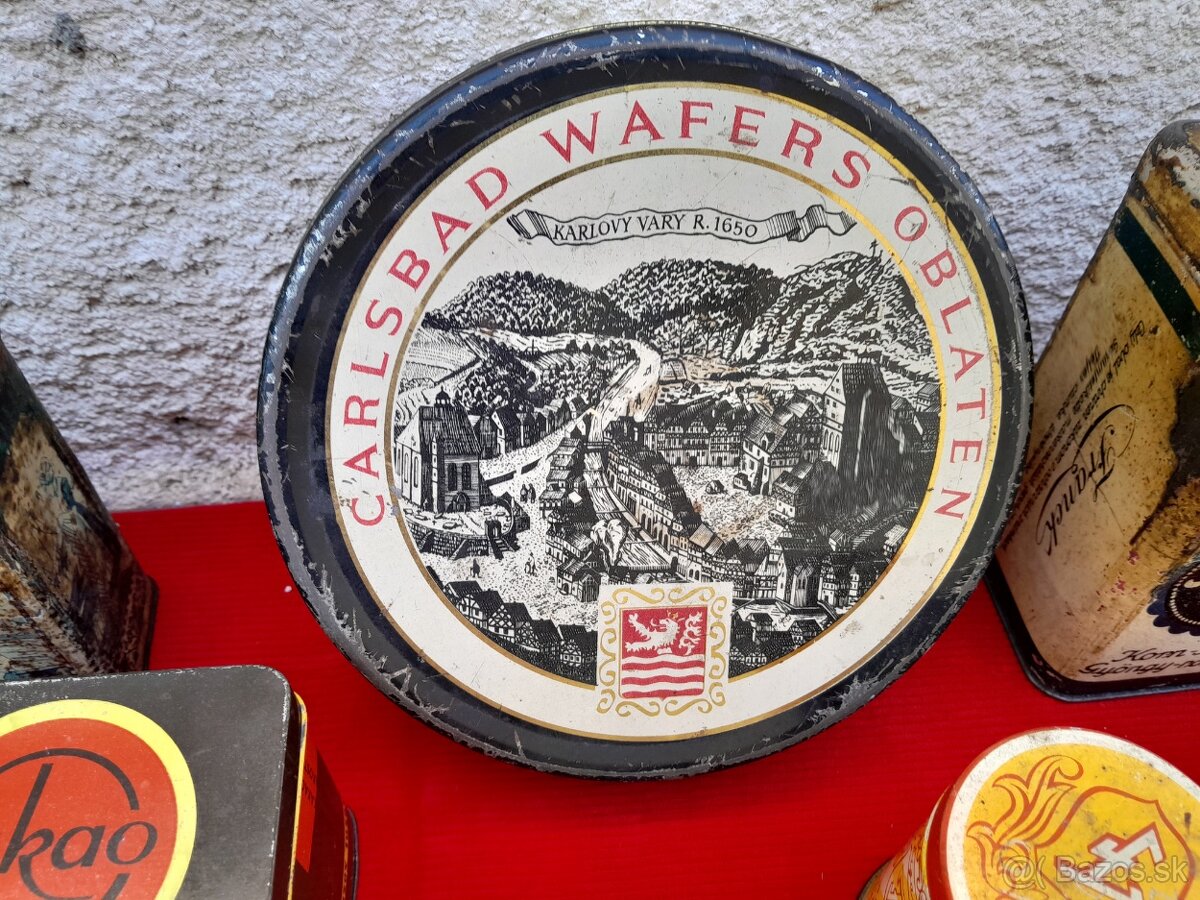 CARLSBAD WAFERS OBLATEN
KARLOVY VARY R. 1650
Franck
kao
@( Bazos.sk